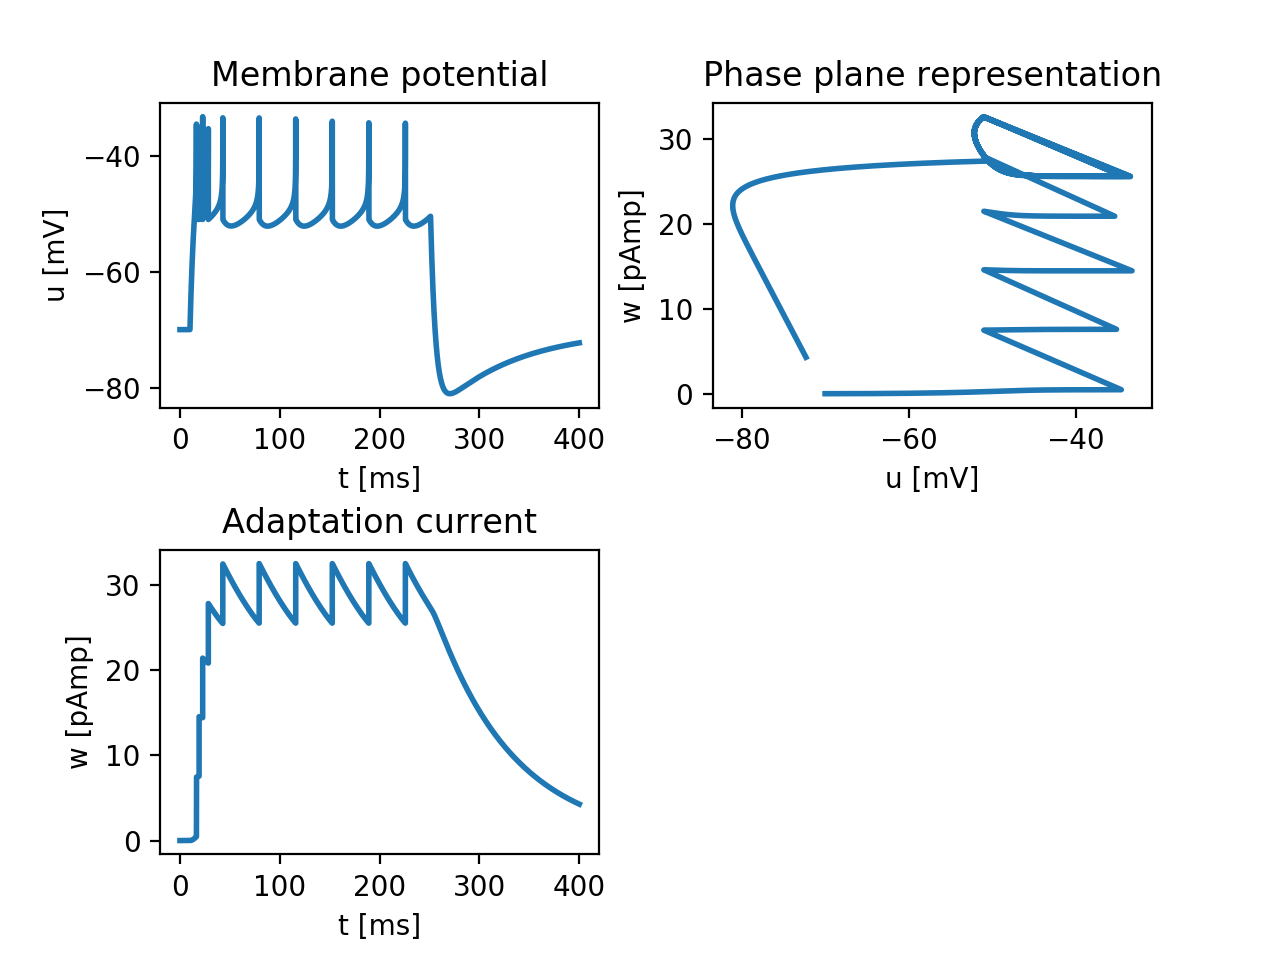 Membrane potential
−40
−60
−80
u [mV]
0 100 200 300 400
t [ms]
Phase plane representation
30
20
10
0
w [pAmp]
−80 −60 −40
u [mV]
Adaptation current
30
20
10
0
w [pAmp]
0 100 200 300 400
t [ms]